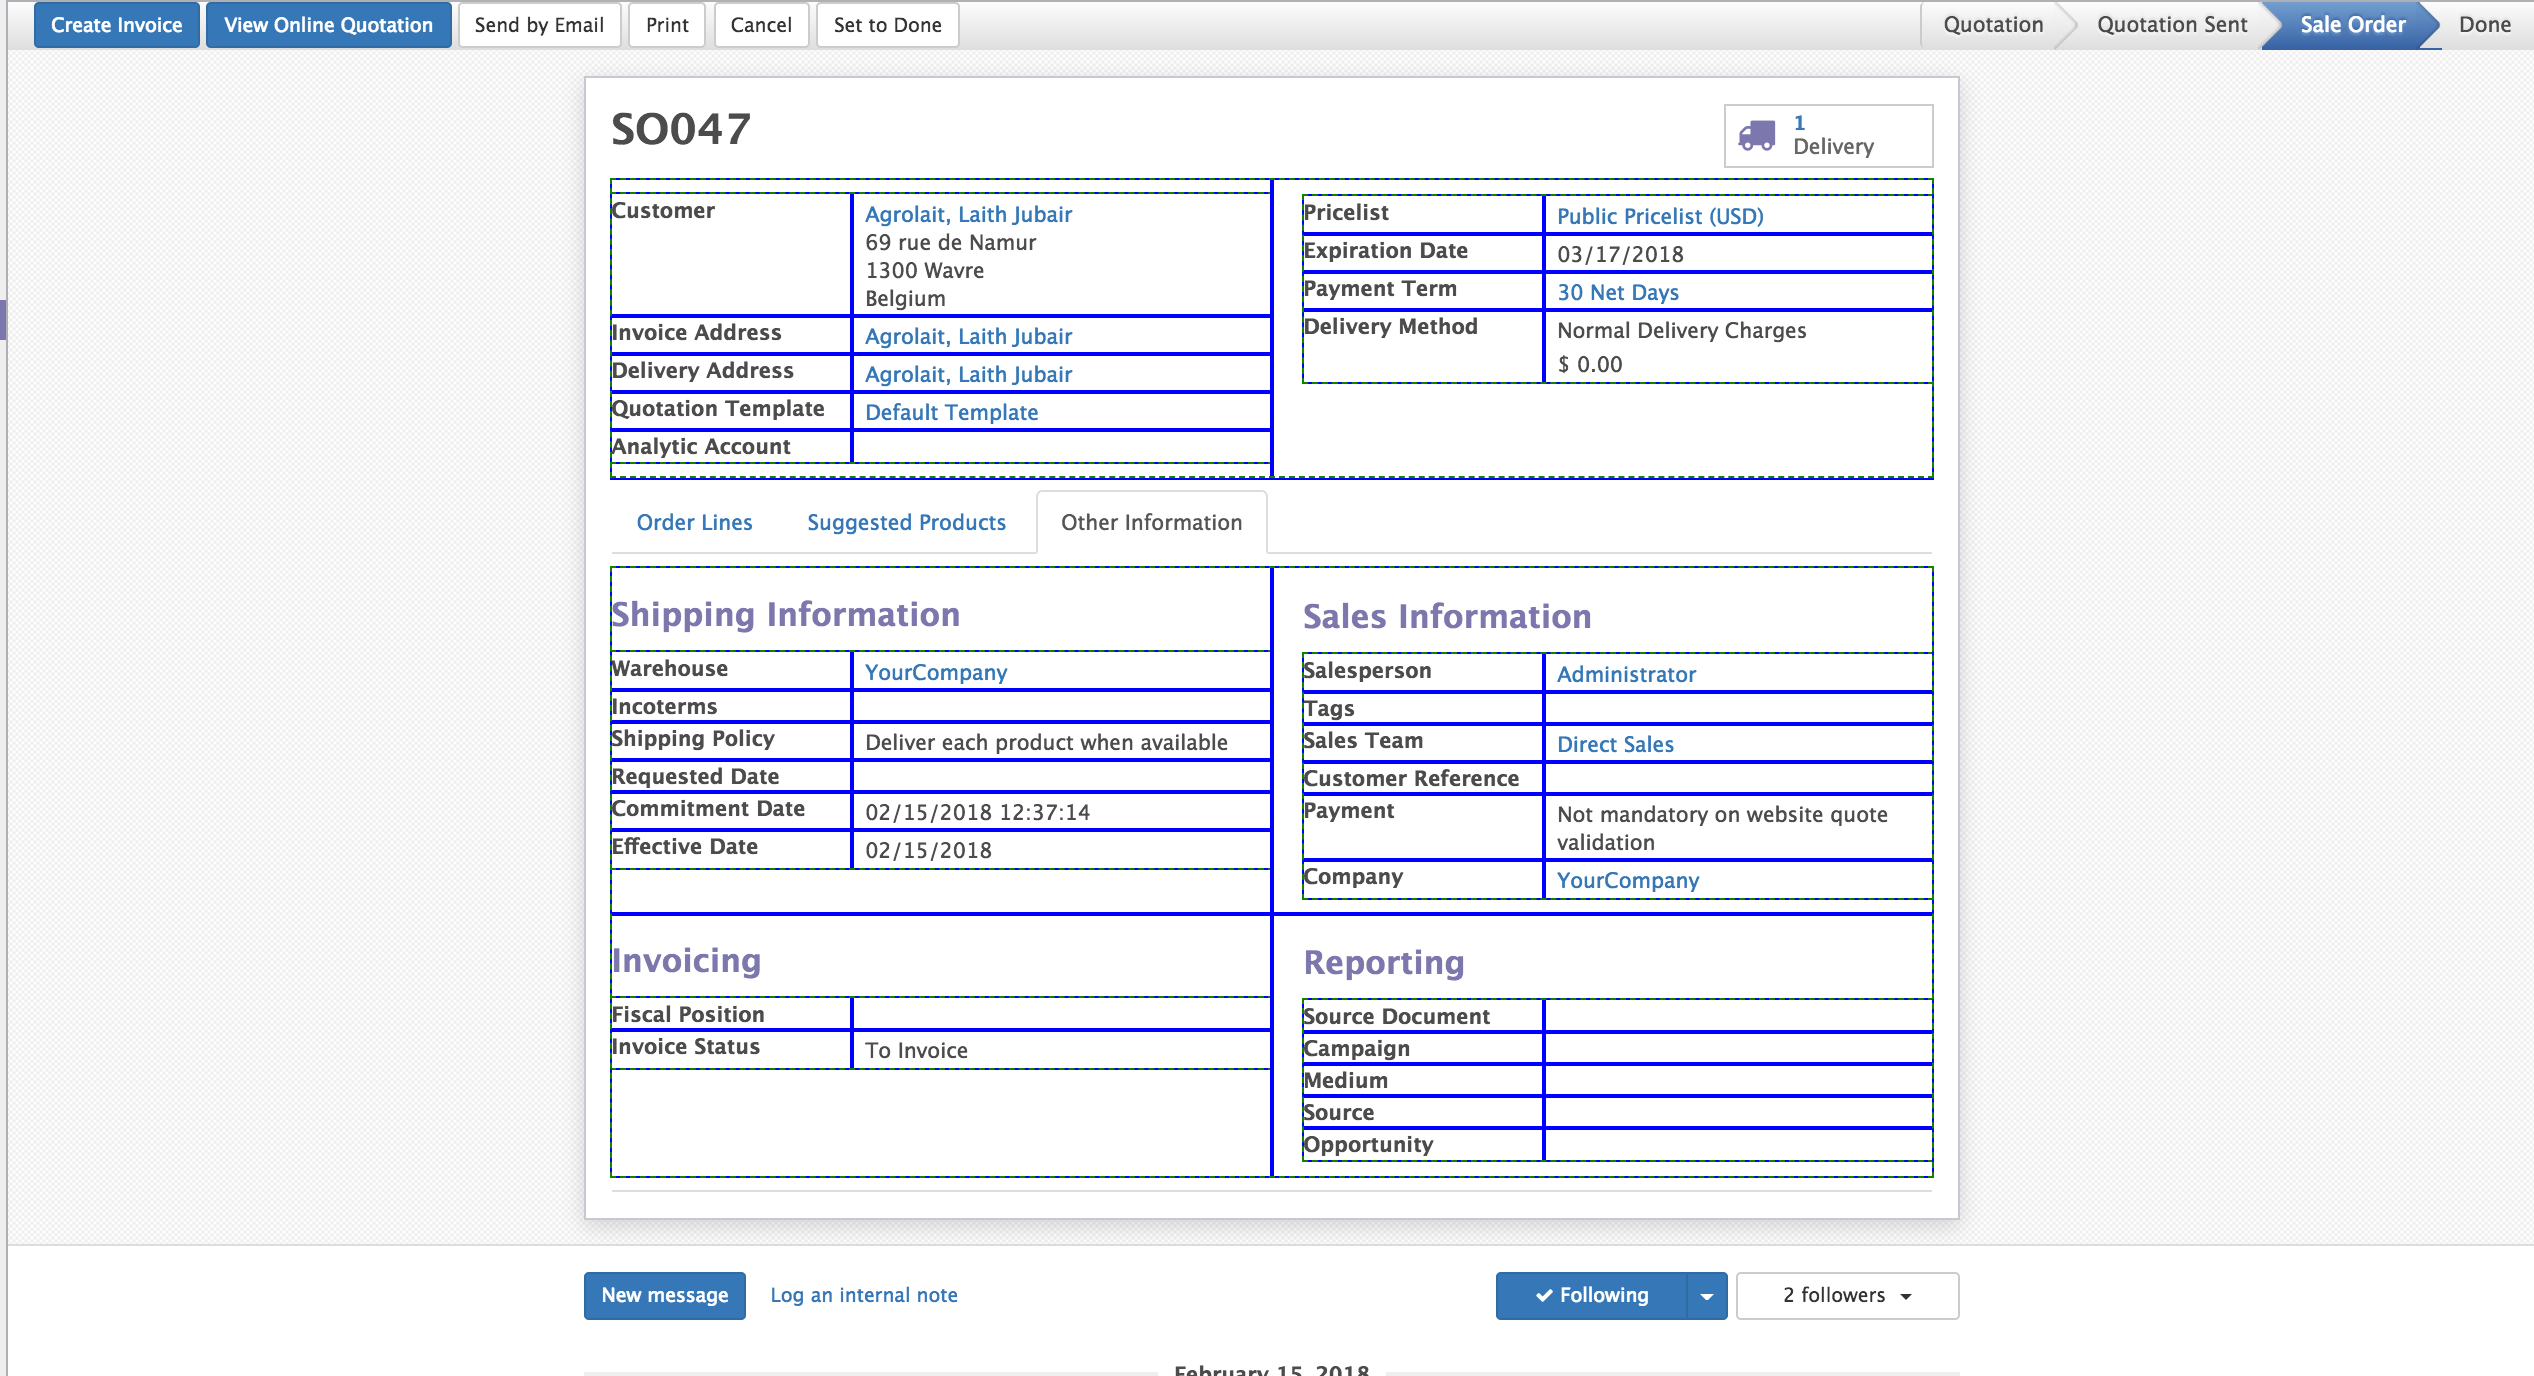 Create Invoice View Online Quotation Send by Email Print Cancel Set to Done Quotation Quotation Sent Sale Order Done
SO047
1
Delivery
Customer Agrolait, Laith Jubair
69 rue de Namur
1300 Wavre
Belgium
Invoice Address Agrolait, Laith Jubair
Delivery Address Agrolait, Laith Jubair
Quotation Template Default Template
Analytic Account
Pricelist Public Pricelist (USD)
Expiration Date 03/17/2018
Payment Term 30 Net Days
Delivery Method Normal Delivery Charges
$ 0.00
Order Lines Suggested Products Other Information
Shipping Information
Warehouse YourCompany
Incoterms
Shipping Policy Deliver each product when available
Requested Date
Commitment Date 02/15/2018 12:37:14
Effective Date 02/15/2018
Sales Information
Salesperson Administrator
Tags
Sales Team Direct Sales
Customer Reference
Payment Not mandatory on website quote
validation
Company YourCompany
Invoicing
Fiscal Position
Invoice Status To Invoice
Reporting
Source Document
Campaign
Medium
Source
Opportunity
New message Log an internal note Following 2 followers
February 15, 2018